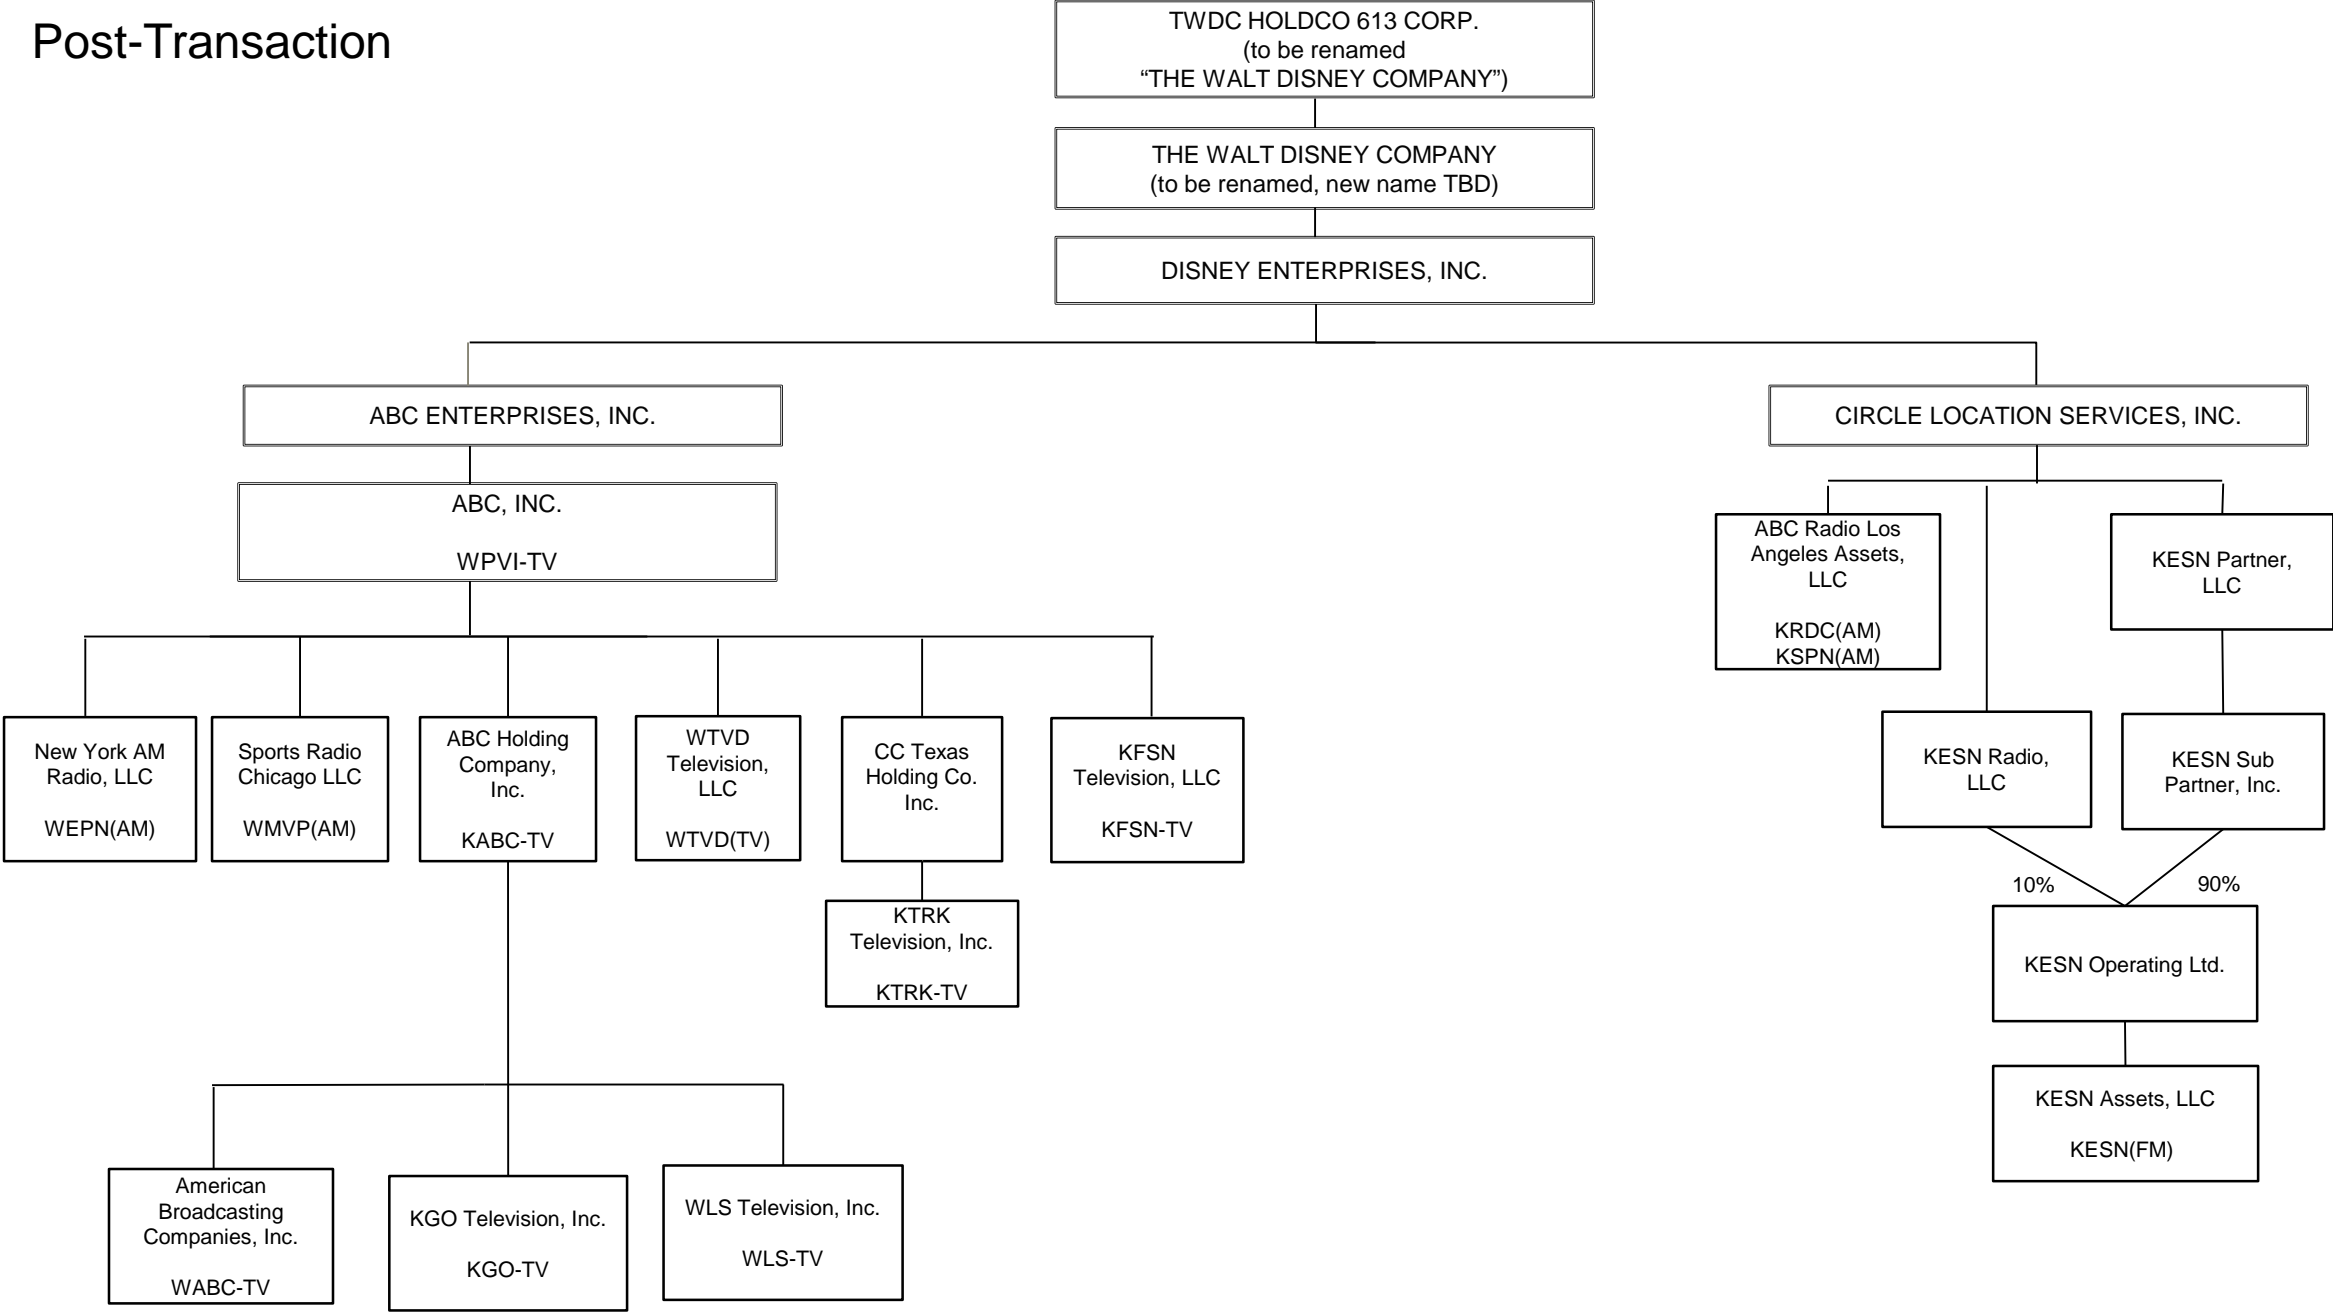 Post-Transaction
TWDC HOLDCO 613 CORP.
(to be renamed
“THE WALT DISNEY COMPANY”)
THE WALT DISNEY COMPANY
(to be renamed, new name TBD)
DISNEY ENTERPRISES, INC.
ABC ENTERPRISES, INC.
CIRCLE LOCATION SERVICES, INC.
ABC, INC.
WPVI-TV
ABC Radio Los
Angeles Assets,
LLC
KRDC(AM)
KSPN(AM)
KESN Partner,
LLC
New York AM
Radio, LLC
WEPN(AM)
Sports Radio
Chicago LLC
WMVP(AM)
ABC Holding
Company,
Inc.
KABC-TV
WTVD
Television,
LLC
WTVD(TV)
CC Texas
Holding Co.
Inc.
KFSN
Television, LLC
KFSN-TV
KESN Radio,
LLC
KESN Sub
Partner, Inc.
10%
90%
KTRK
Television, Inc.
KTRK-TV
KESN Operating Ltd.
KESN Assets, LLC
KESN(FM)
American
Broadcasting
Companies, Inc.
WABC-TV
KGO Television, Inc.
KGO-TV
WLS Television, Inc.
WLS-TV